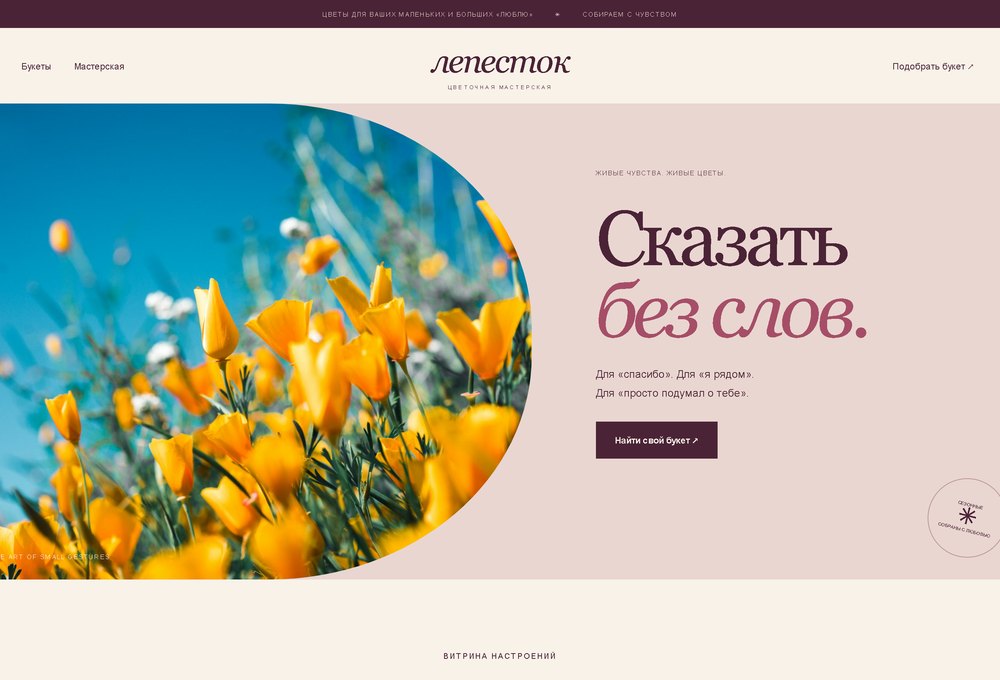 ЦВЕТЫ ДЛЯ ВАШИХ МАЛЕНЬКИХ И БОЛЬШИХ «ЛЮБЛЮ» ✷ СОБИРАЕМ С ЧУВСТВОМ
Букеты Мастерская
лепесток
ЦВЕТОЧНАЯ МАСТЕРСКАЯ
Подобрать букет ↗
ЖИВЫЕ ЧУВСТВА. ЖИВЫЕ ЦВЕТЫ.
Сказать
без слов.
Для «спасибо». Для «я рядом».
Для «просто подумал о тебе».
Найти свой букет ↗
СЕЗОННЫЕ
СОБРАНЫ С ЛЮБОВЬЮ
E ART OF SMALL GESTURES
ВИТРИНА НАСТРОЕНИЙ